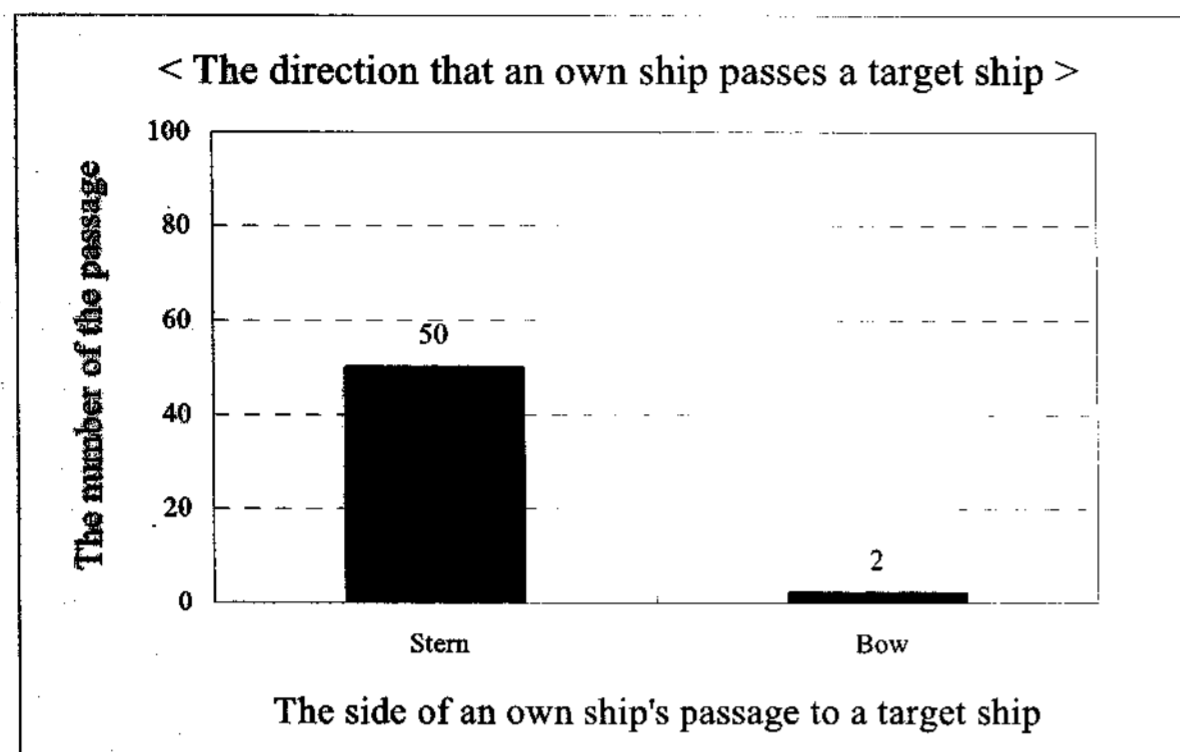 < The direction that an own ship passes a target ship >
The number of the passage
100
80
60
40
20
0
50
2
Stern
Bow
The side of an own ship's passage to a target ship